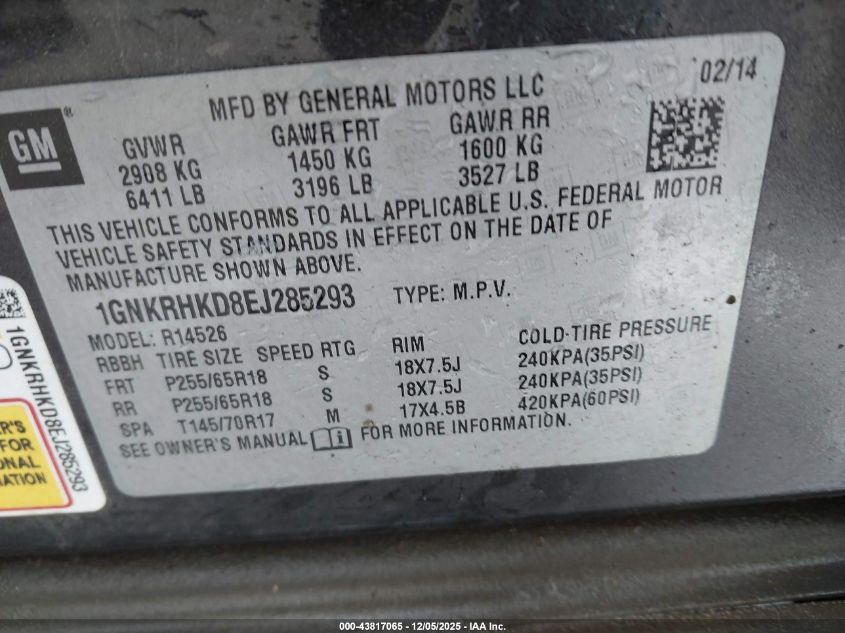 02/14
MFD BY GENERAL MOTORS LLC
GM®
GVWR GAWR FRT GAWR RR
2908 KG 1450 KG 1600 KG
6411 LB 3196 LB 3527 LB
THIS VEHICLE CONFORMS TO ALL APPLICABLE U.S. FEDERAL MOTOR
VEHICLE SAFETY STANDARDS IN EFFECT ON THE DATE OF
MANUFACTURE SHOWN ABOVE.
1GNKRHKD8EJ285293 TYPE: M.P.V.
MODEL: R14526
RBBH TIRE SIZE SPEED RTG RIM COLD-TIRE PRESSURE
FRT P255/65R18 S 18X7.5J 240KPA(35PSI)
RR P255/65R18 S 18X7.5J 240KPA(35PSI)
SPA T145/70R17 M 17X4.5B 420KPA(60PSI)
SEE OWNER'S MANUAL FOR MORE INFORMATION.
1GNKRHKD8EJ285293
FOR
000-43817065 - 12/05/2025 - IAA Inc.